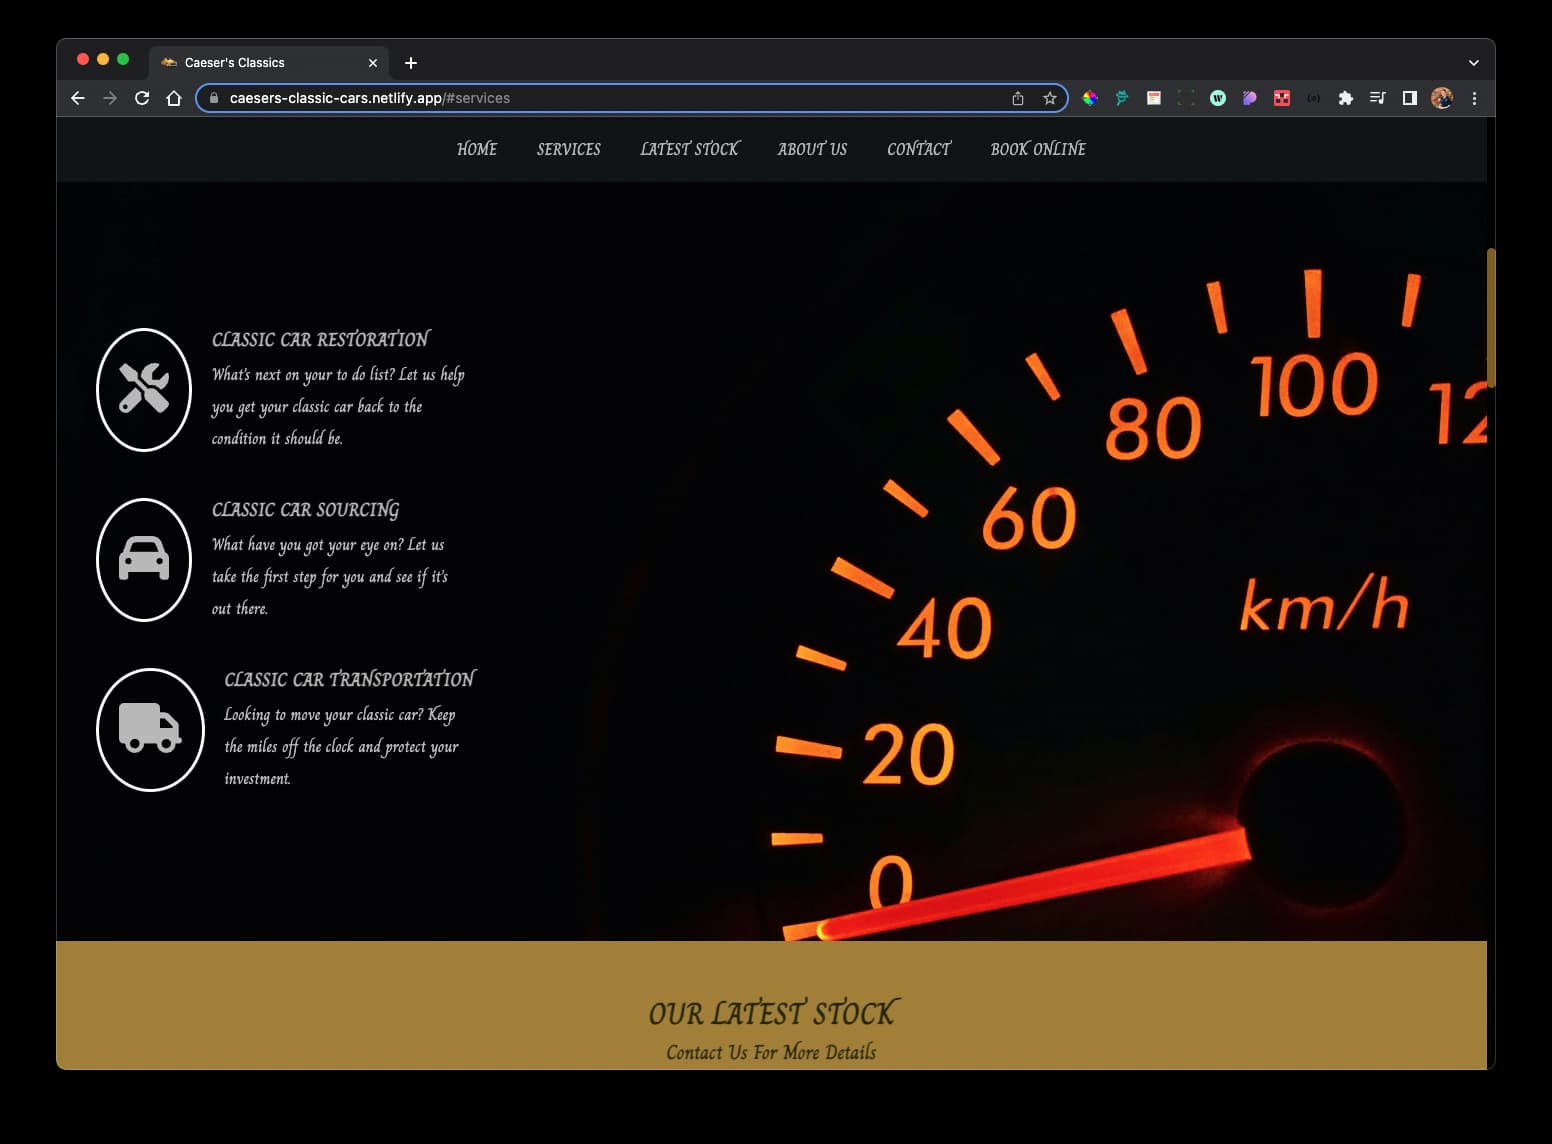 Caeser's Classics
caesers-classic-cars.netlify.app/#services
HOME SERVICES LATEST STOCK ABOUT US CONTACT BOOK ONLINE
CLASSIC CAR RESTORATION
What's next on your to do list? Let us help
you get your classic car back to the
condition it should be.
CLASSIC CAR SOURCING
What have you got your eye on? Let us
take the first step for you and see if it's
out there.
CLASSIC CAR TRANSPORTATION
Looking to move your classic car? Keep
the miles off the clock and protect your
investment.
100
12
80
60
km/h
40
20
0
OUR LATEST STOCK
Contact Us For More Details